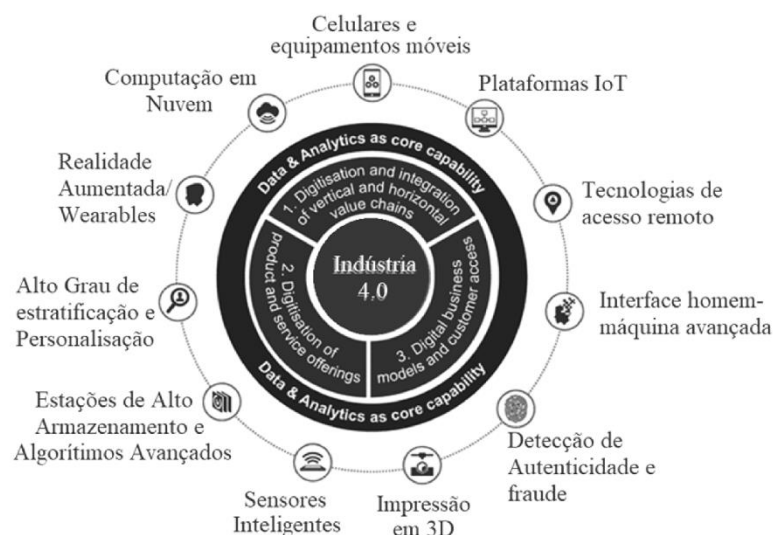 Celulares e
equipamentos móveis
Computação em
Nuvem
Plataformas IoT
Realidade
Aumentada/
Wearables
Tecnologias de
acesso remoto
Alto Grau de
estratificação e
Personalisação
Interface homem-
máquina avançada
Estações de Alto
Armazenamento e
Algorítimos Avançados
Detecção de
Autenticidade e
fraude
Sensores
Inteligentes
Impressão
em 3D
Data & Analytics as core capability
1. Digitisation and integration
of vertical and horizontal
value chains
2. Digitisation of
product and service offerings
3. Digital business
models and customer access
Indústria
4.0
Data & Analytics as core capability